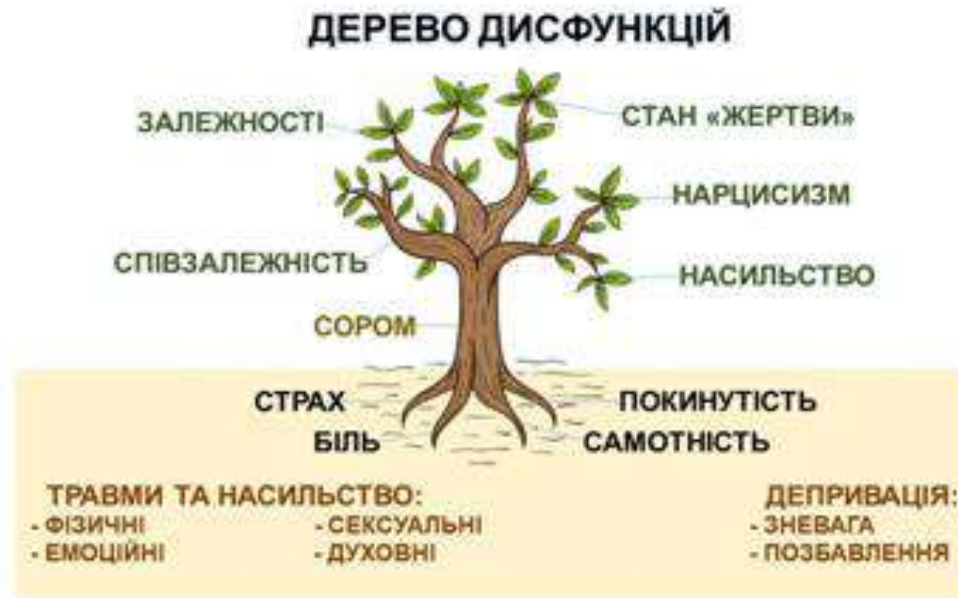 ДЕРЕВО ДИСФУНКЦІЙ
ЗАЛЕЖНОСТІ
СТАН «ЖЕРТВИ»
НАРЦИСИЗМ
СПІВЗАЛЕЖНІСТЬ
НАСИЛЬСТВО
СОРОМ
СТРАХ
ПОКИНУТІСТЬ
БІЛЬ
САМОТНІСТЬ
ТРАВМИ ТА НАСИЛЬСТВО:
- ФІЗИЧНІ
- СЕКСУАЛЬНІ
- ЕМОЦІЙНІ
- ДУХОВНІ
ДЕПРИВАЦІЯ:
- ЗНЕВАГА
- ПОЗБАВЛЕННЯ